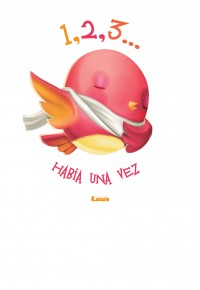 1, 2, 3...
HABÍA UNA VEZ